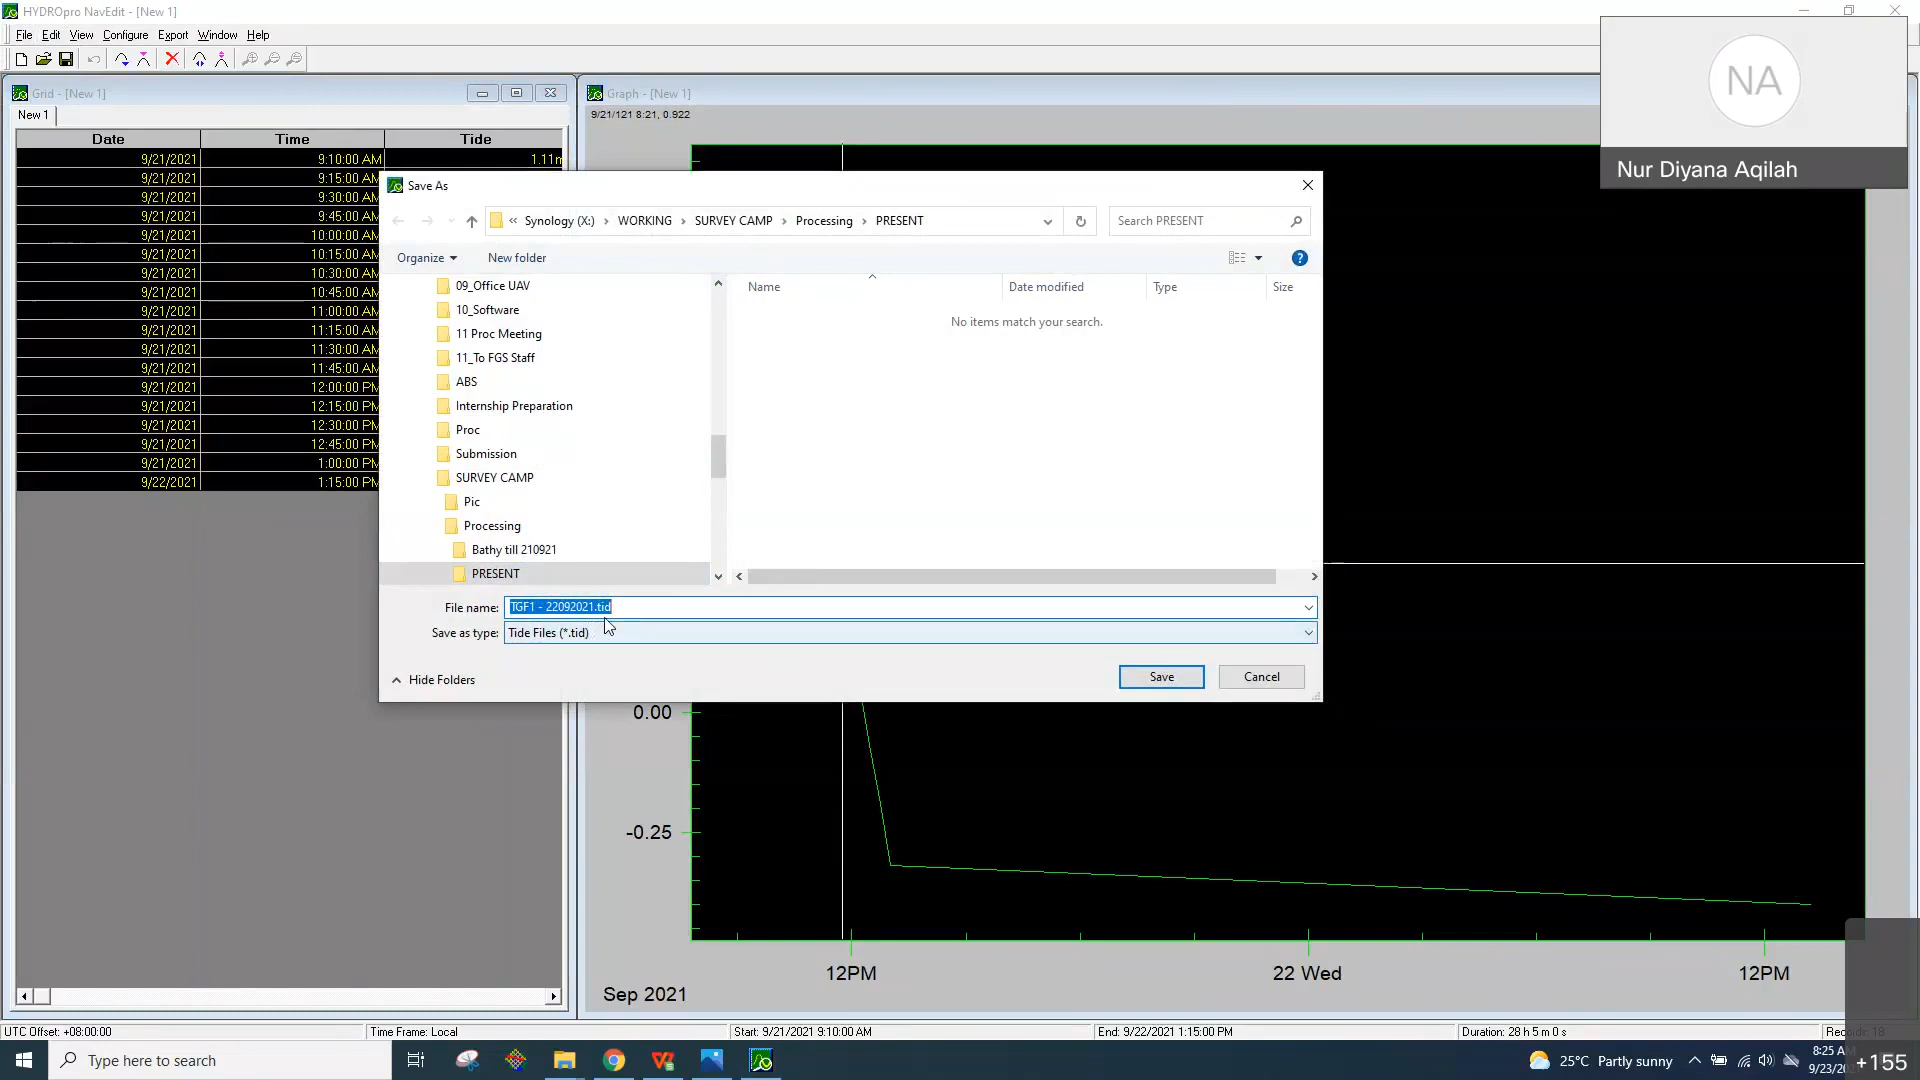 HYDROpro NavEdit - [New 1]
File Edit View Configure Export Window Help
Grid - [New 1]
New 1
Date Time Tide
9/21/2021 9:10:00 AM 1.11m
9/21/2021 9:15:00 AM
9/21/2021 9:30:00 AM
9/21/2021 9:45:00 AM
9/21/2021 10:00:00 AM
9/21/2021 10:15:00 AM
9/21/2021 10:30:00 AM
9/21/2021 10:45:00 AM
9/21/2021 11:00:00 AM
9/21/2021 11:15:00 AM
9/21/2021 11:30:00 AM
9/21/2021 11:45:00 AM
9/21/2021 12:00:00 PM
9/21/2021 12:15:00 PM
9/21/2021 12:30:00 PM
9/21/2021 12:45:00 PM
9/21/2021 1:00:00 PM
9/22/2021 1:15:00 PM
Graph - [New 1]
9/21/121 8:21, 0.922
NA
Nur Diyana Aqilah
Save As
« Synology (X:) › WORKING › SURVEY CAMP › Processing › PRESENT
Search PRESENT
Organize New folder
?
09_Office UAV
10_Software
11 Proc Meeting
11_To FGS Staff
ABS
Internship Preparation
Proc
Submission
SURVEY CAMP
Pic
Processing
Bathy till 210921
PRESENT
Name Date modified Type Size
No items match your search.
File name: TGF1 - 22092021.tid
Save as type: Tide Files (*.tid)
Hide Folders
Save Cancel
0.00
-0.25
12PM 22 Wed 12PM
Sep 2021
UTC Offset: +08:00:00 Time Frame: Local Start: 9/21/2021 9:10:00 AM End: 9/22/2021 1:15:00 PM Duration: 28 h 5 m 0 s Records: 18
Type here to search
25°C Partly sunny
8:25 AM
+155